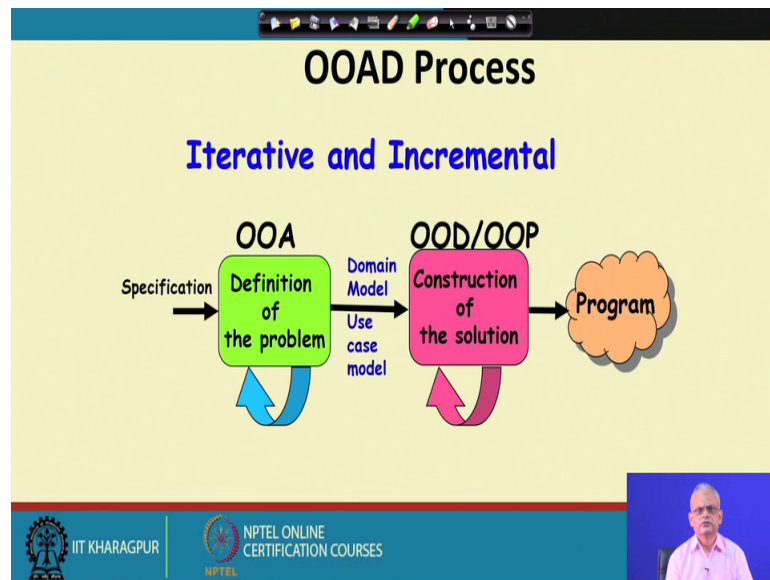 OOAD Process
Iterative and Incremental
OOA
OOD/OOP
Specification
Definition
of
the problem
Domain
Model
Use
case
model
Construction
of
the solution
Program
IIT KHARAGPUR
NPTEL
NPTEL ONLINE
CERTIFICATION COURSES